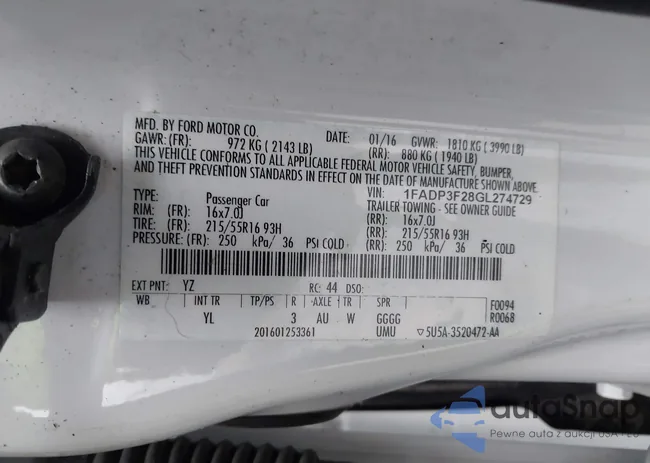 MFD. BY FORD MOTOR CO. DATE: 01/16 GVWR: 1810 KG ( 3990 LB)
GAWR: (FR): 972 KG ( 2143 LB) (RR): 880 KG ( 1940 LB)
THIS VEHICLE CONFORMS TO ALL APPLICABLE FEDERAL MOTOR VEHICLE SAFETY, BUMPER,
AND THEFT PREVENTION STANDARDS IN EFFECT ON THE DATE OF MANUFACTURE SHOWN ABOVE.
VIN: 1FADP3F28GL274729
TYPE: Passenger Car TRAILER TOWING - SEE OWNER GUIDE
RIM: (FR): 16x7.0J (RR): 16x7.0J
TIRE: (FR): 215/55R16 93H (RR): 215/55R16 93H
PRESSURE: (FR): 250 kPa/ 36 PSI COLD (RR): 250 kPa/ 36 PSI COLD
EXT PNT: YZ RC: 44 DSO:
WB INT TR TP/PS R AXLE TR SPR F0094
YL 3 AU W GGGG R0068
201601253361 UMU ▽5U5A-3520472-AA
autoSnap
Pewne auta z aukcji USA - EU